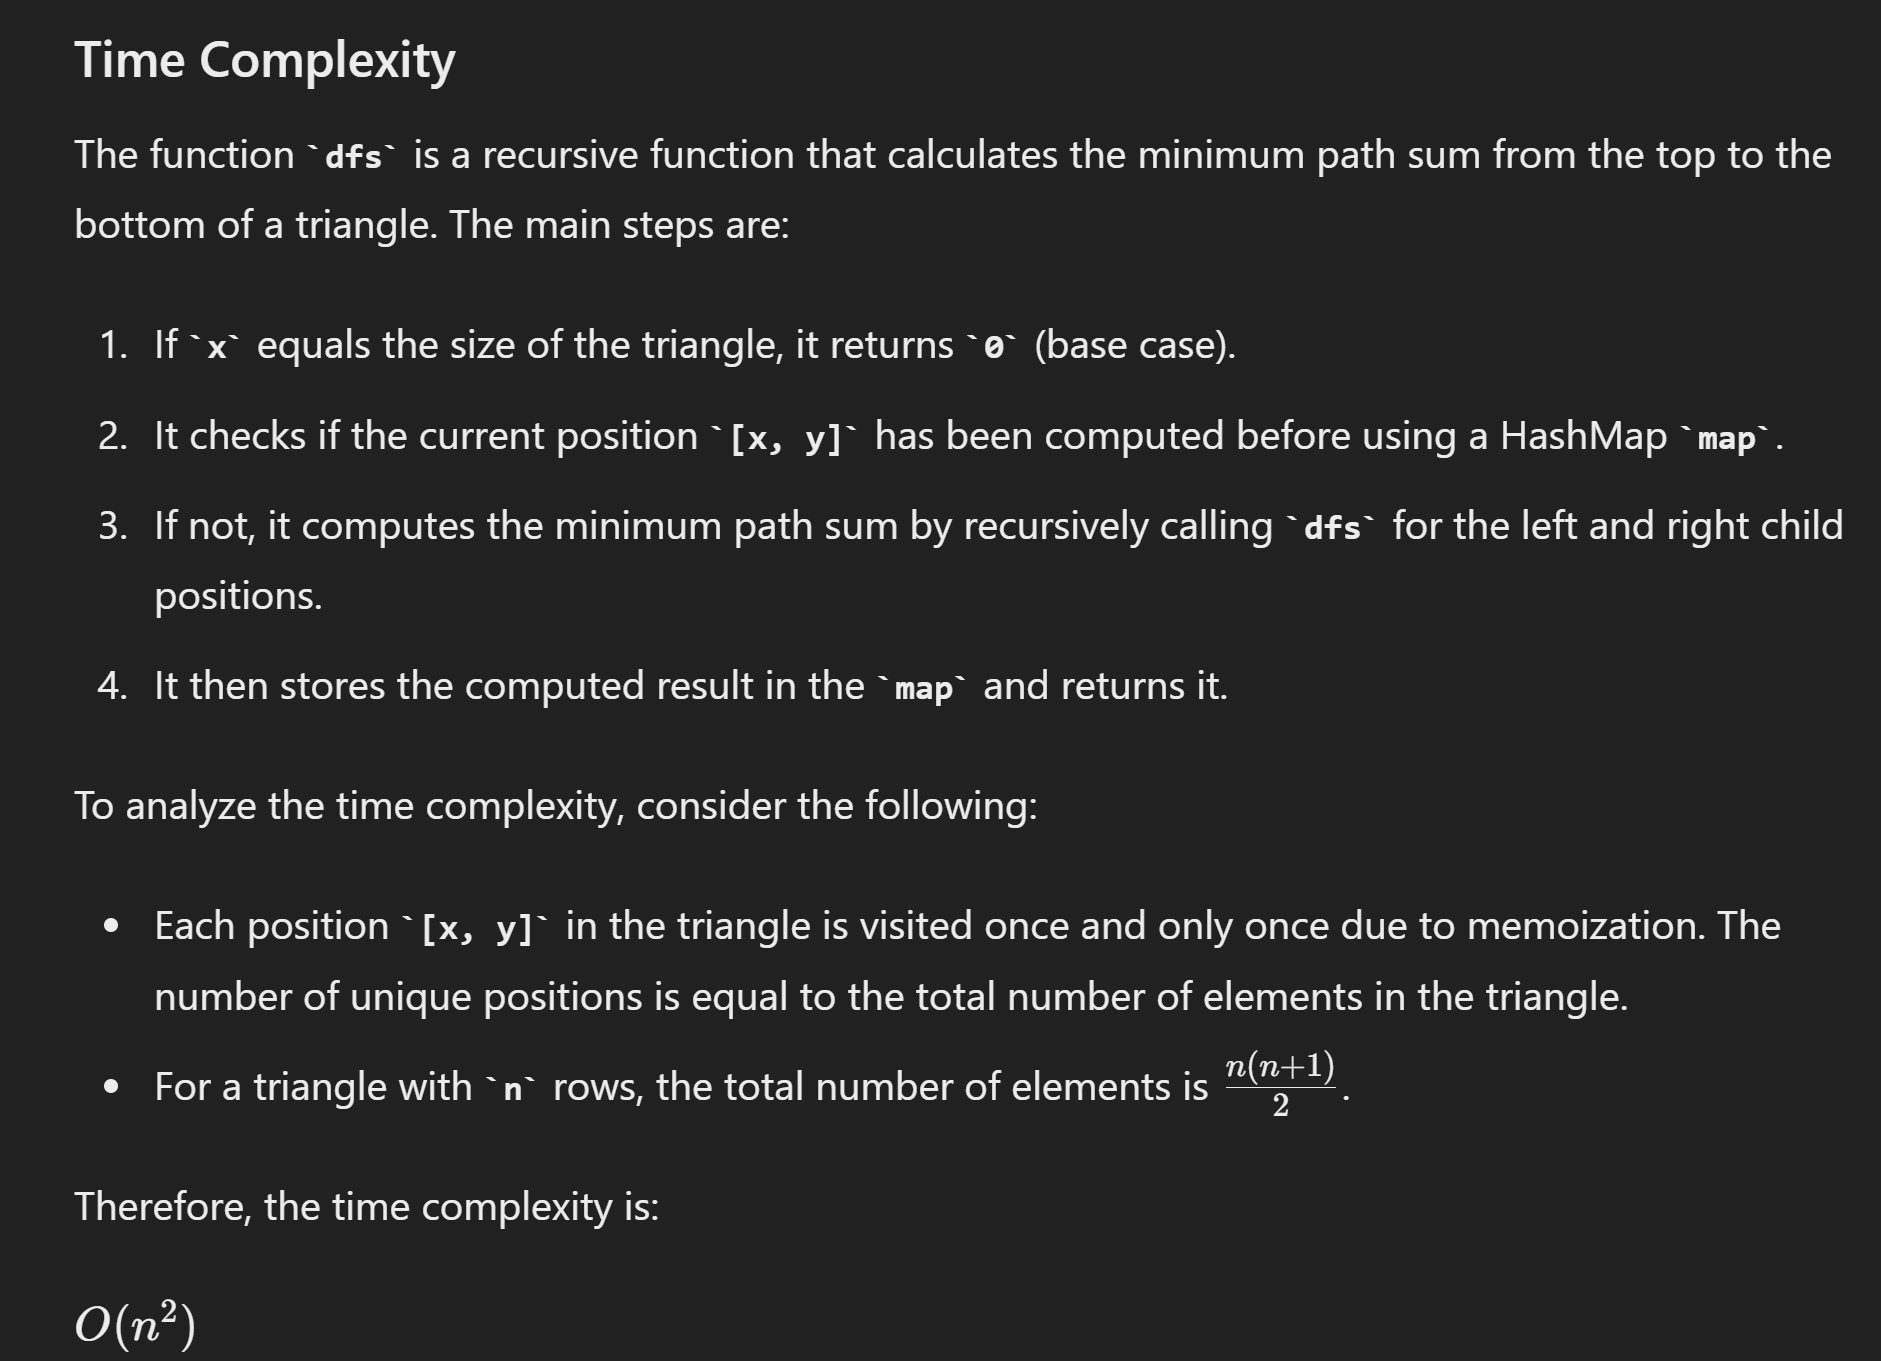 Time Complexity
The function `dfs` is a recursive function that calculates the minimum path sum from the top to the
bottom of a triangle. The main steps are:
1. If `x` equals the size of the triangle, it returns `0` (base case).
2. It checks if the current position `[x, y]` has been computed before using a HashMap `map`.
3. If not, it computes the minimum path sum by recursively calling `dfs` for the left and right child
positions.
4. It then stores the computed result in the `map` and returns it.
To analyze the time complexity, consider the following:
• Each position `[x, y]` in the triangle is visited once and only once due to memoization. The
number of unique positions is equal to the total number of elements in the triangle.
• For a triangle with `n` rows, the total number of elements is n(n+1)/2.
Therefore, the time complexity is:
O(n²)